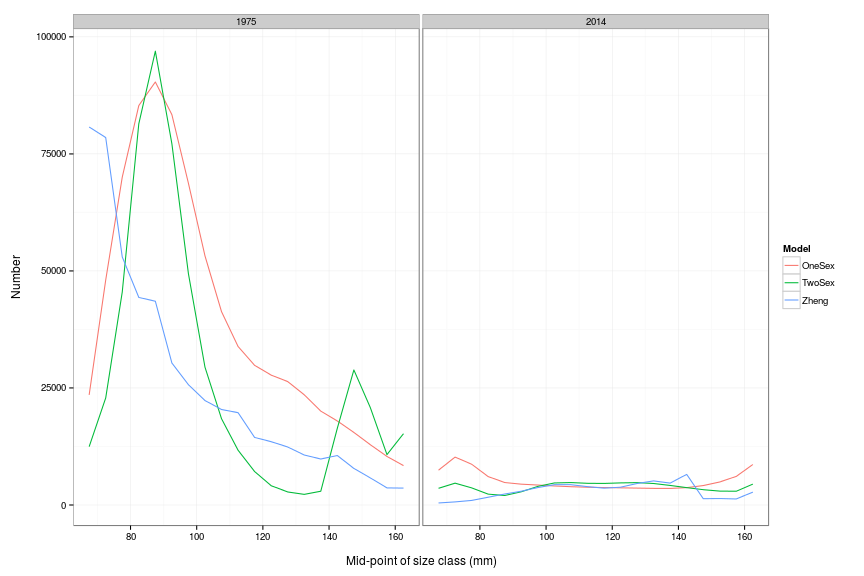 1975
2014
100000
75000
50000
25000
0
Number
80
100
120
140
160
80
100
120
140
160
Mid-point of size class (mm)
Model
OneSex
TwoSex
Zheng